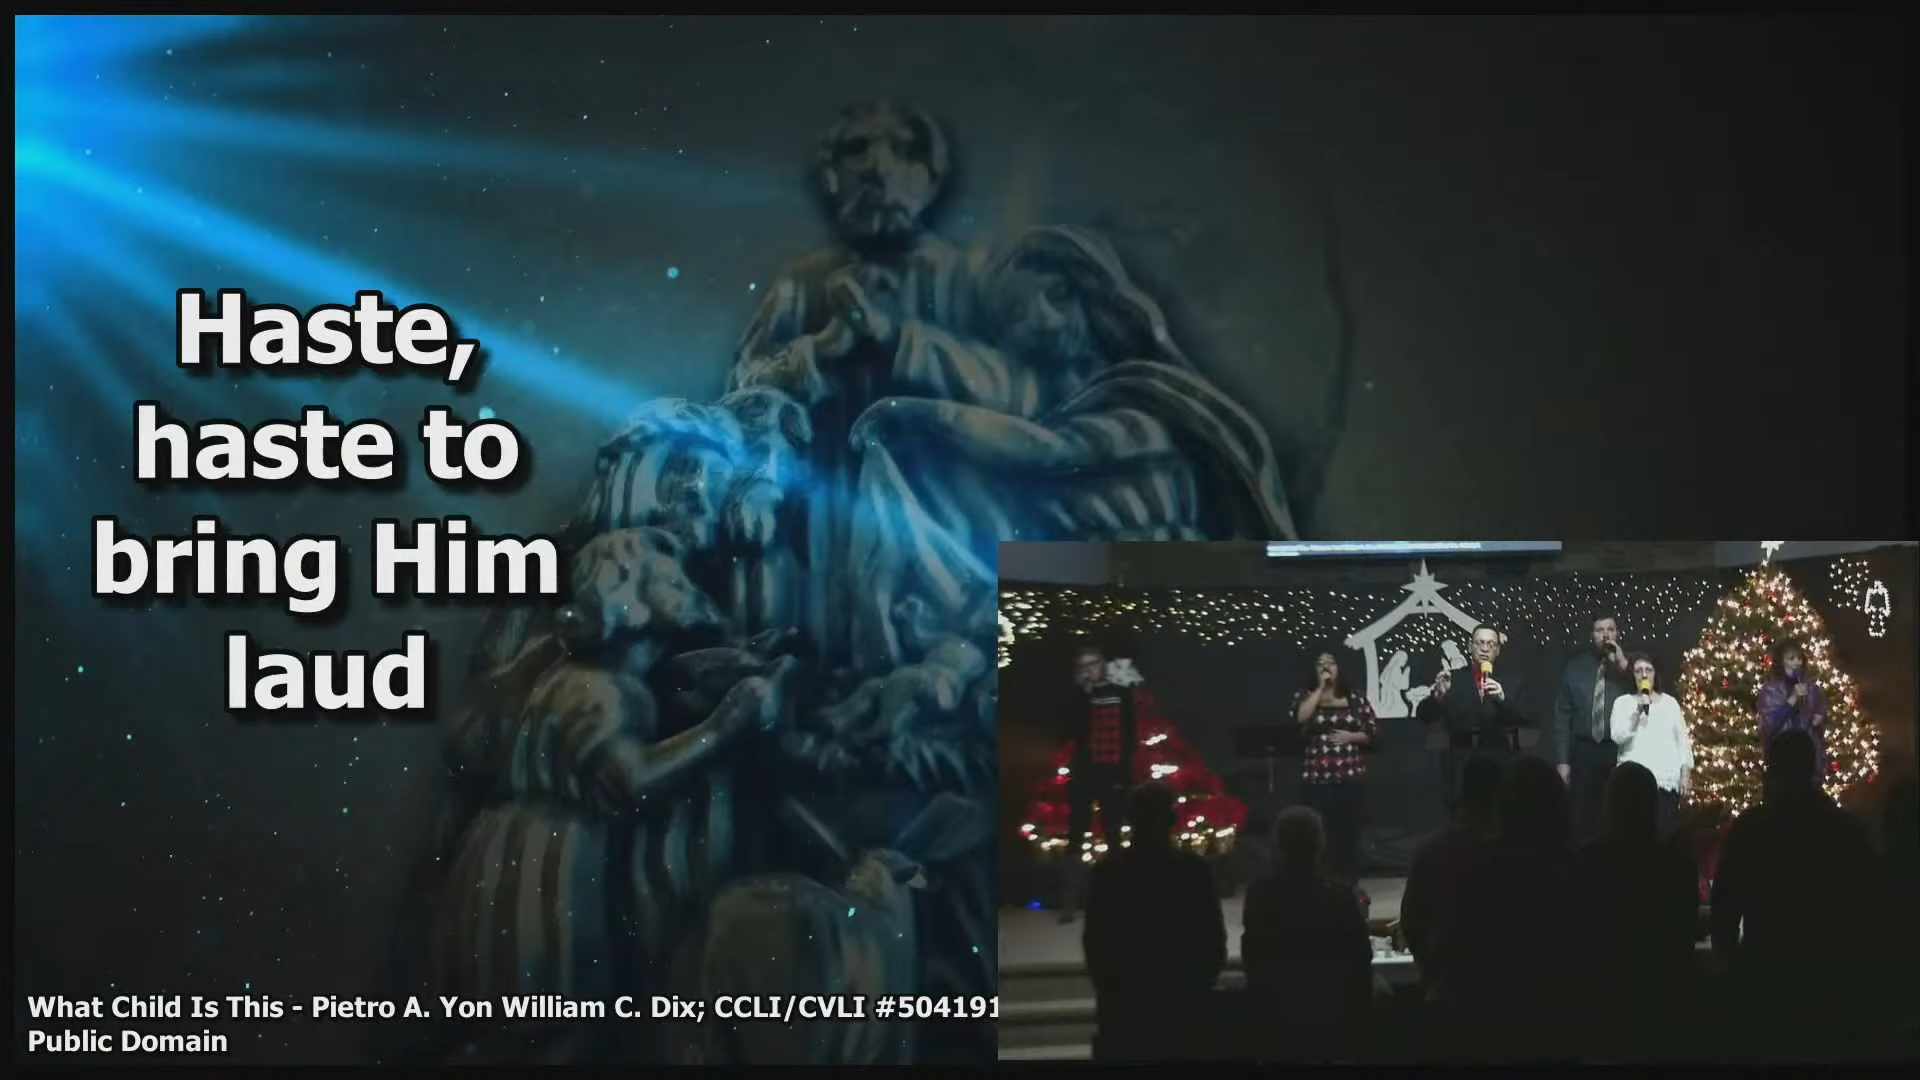 Haste,
haste to
bring Him
laud
What Child Is This - Pietro A. Yon William C. Dix; CCLI/CVLI #504191
Public Domain